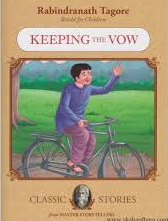 Rabindranath Tagore
Retold for Children
KEEPING THE VOW
CLASSIC STORIES
from MASTER STORYTELLERS